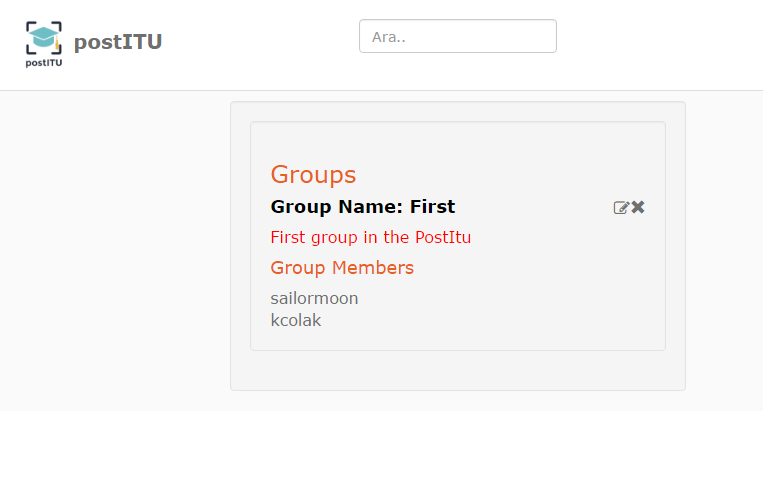 postITU
postITU
Ara..
Groups
Group Name: First
First group in the PostItu
Group Members
sailormoon
kcolak